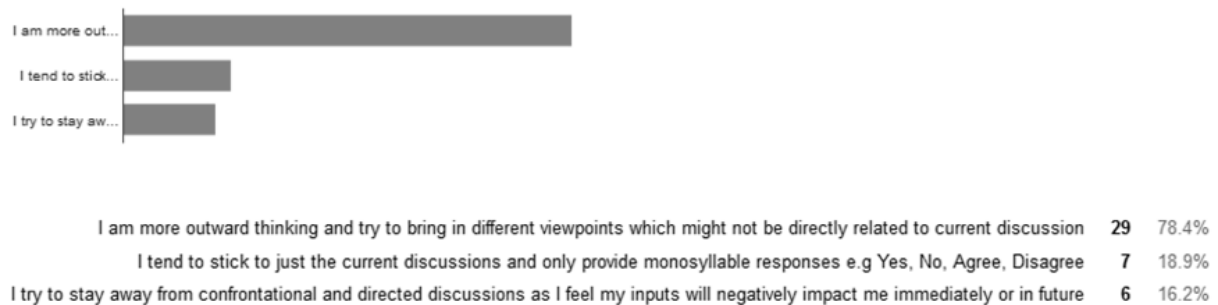 I am more out...
I tend to stick...
I try to stay aw...
I am more outward thinking and try to bring in different viewpoints which might not be directly related to current discussion 29 78.4%
I tend to stick to just the current discussions and only provide monosyllable responses e.g Yes, No, Agree, Disagree 7 18.9%
I try to stay away from confrontational and directed discussions as I feel my inputs will negatively impact me immediately or in future 6 16.2%